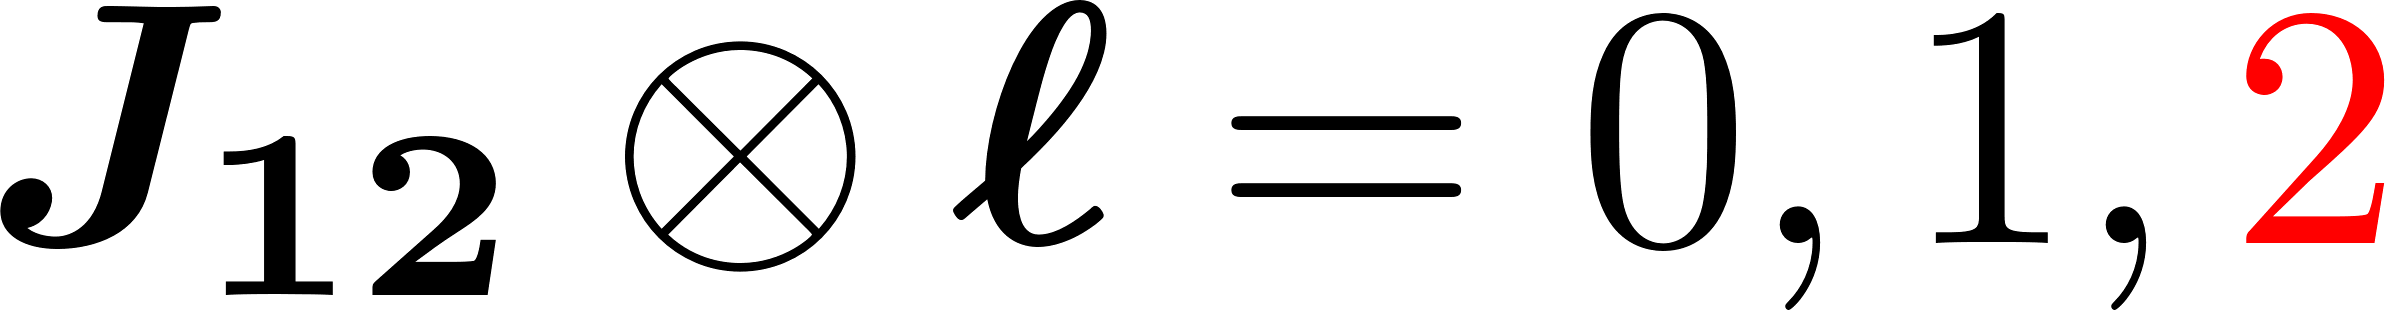 J₁₂ ⊗ ℓ = 0, 1, 2